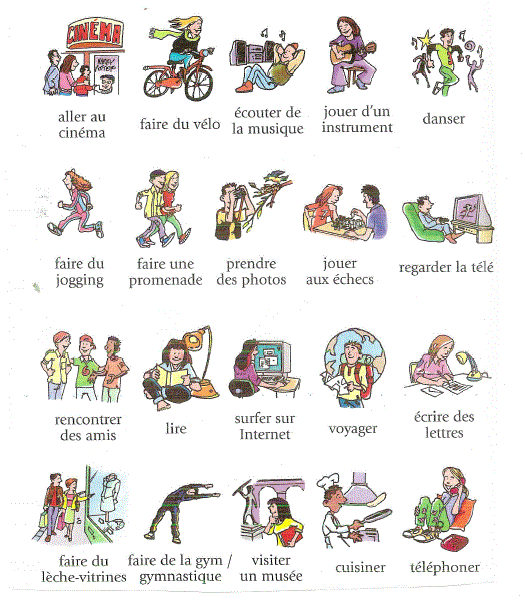 CINÉMA
aller au
cinéma
faire du vélo
écouter de
la musique
jouer d'un
instrument
danser
faire du
jogging
faire une
promenade
prendre
des photos
jouer
aux échecs
regarder la télé
rencontrer
des amis
lire
surfer sur
Internet
voyager
écrire des
lettres
faire du
lèche-vitrines
faire de la gym /
gymnastique
visiter
un musée
cuisiner
téléphoner